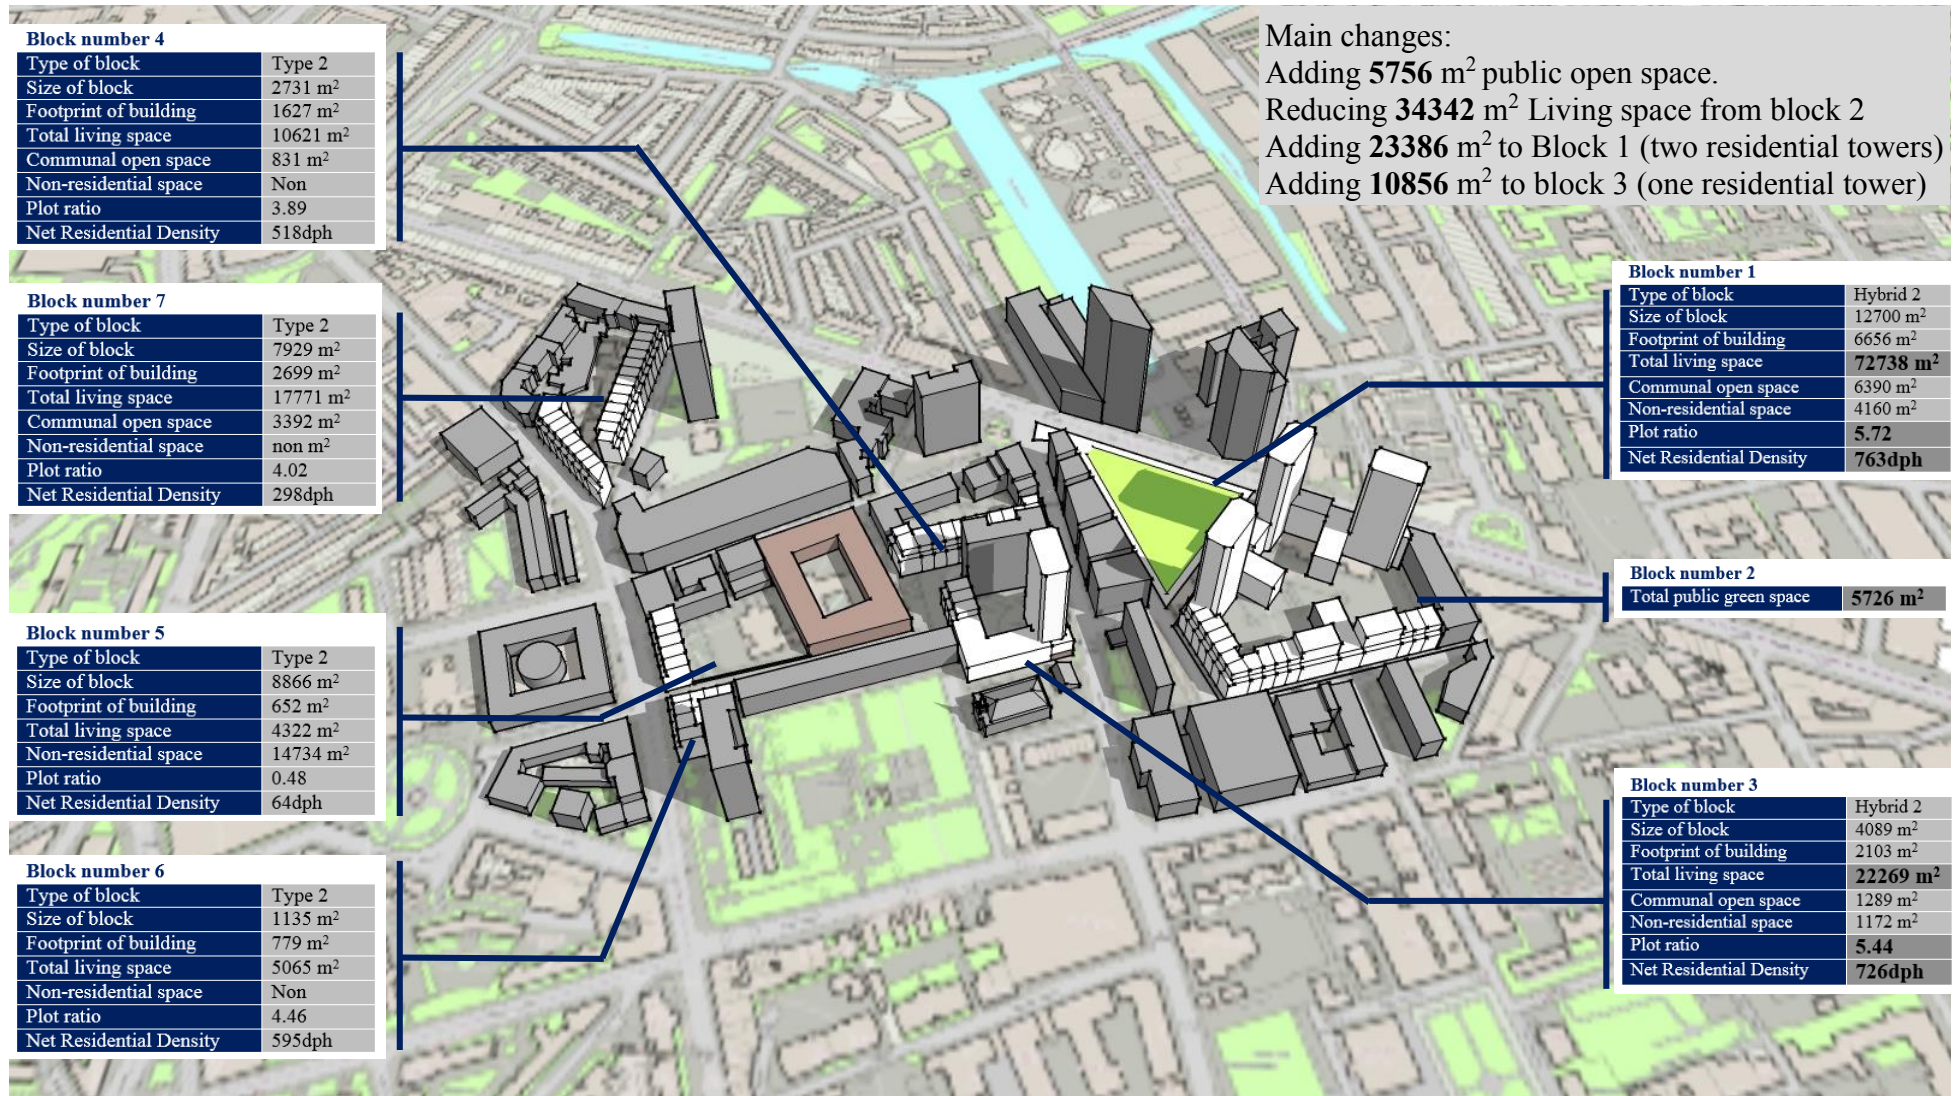 Main changes:
Adding 5756 m² public open space.
Reducing 34342 m² Living space from block 2
Adding 23386 m² to Block 1 (two residential towers)
Adding 10856 m² to block 3 (one residential tower)
Block number 4
Type of block Type 2
Size of block 2731 m²
Footprint of building 1627 m²
Total living space 10621 m²
Communal open space 831 m²
Non-residential space Non
Plot ratio 3.89
Net Residential Density 518dph
Block number 7
Type of block Type 2
Size of block 7929 m²
Footprint of building 2699 m²
Total living space 17771 m²
Communal open space 3392 m²
Non-residential space non m²
Plot ratio 4.02
Net Residential Density 298dph
Block number 5
Type of block Type 2
Size of block 8866 m²
Footprint of building 652 m²
Total living space 4322 m²
Non-residential space 14734 m²
Plot ratio 0.48
Net Residential Density 64dph
Block number 6
Type of block Type 2
Size of block 1135 m²
Footprint of building 779 m²
Total living space 5065 m²
Non-residential space Non
Plot ratio 4.46
Net Residential Density 595dph
Block number 1
Type of block Hybrid 2
Size of block 12700 m²
Footprint of building 6656 m²
Total living space 72738 m²
Communal open space 6390 m²
Non-residential space 4160 m²
Plot ratio 5.72
Net Residential Density 763dph
Block number 2
Total public green space 5726 m²
Block number 3
Type of block Hybrid 2
Size of block 4089 m²
Footprint of building 2103 m²
Total living space 22269 m²
Communal open space 1289 m²
Non-residential space 1172 m²
Plot ratio 5.44
Net Residential Density 726dph